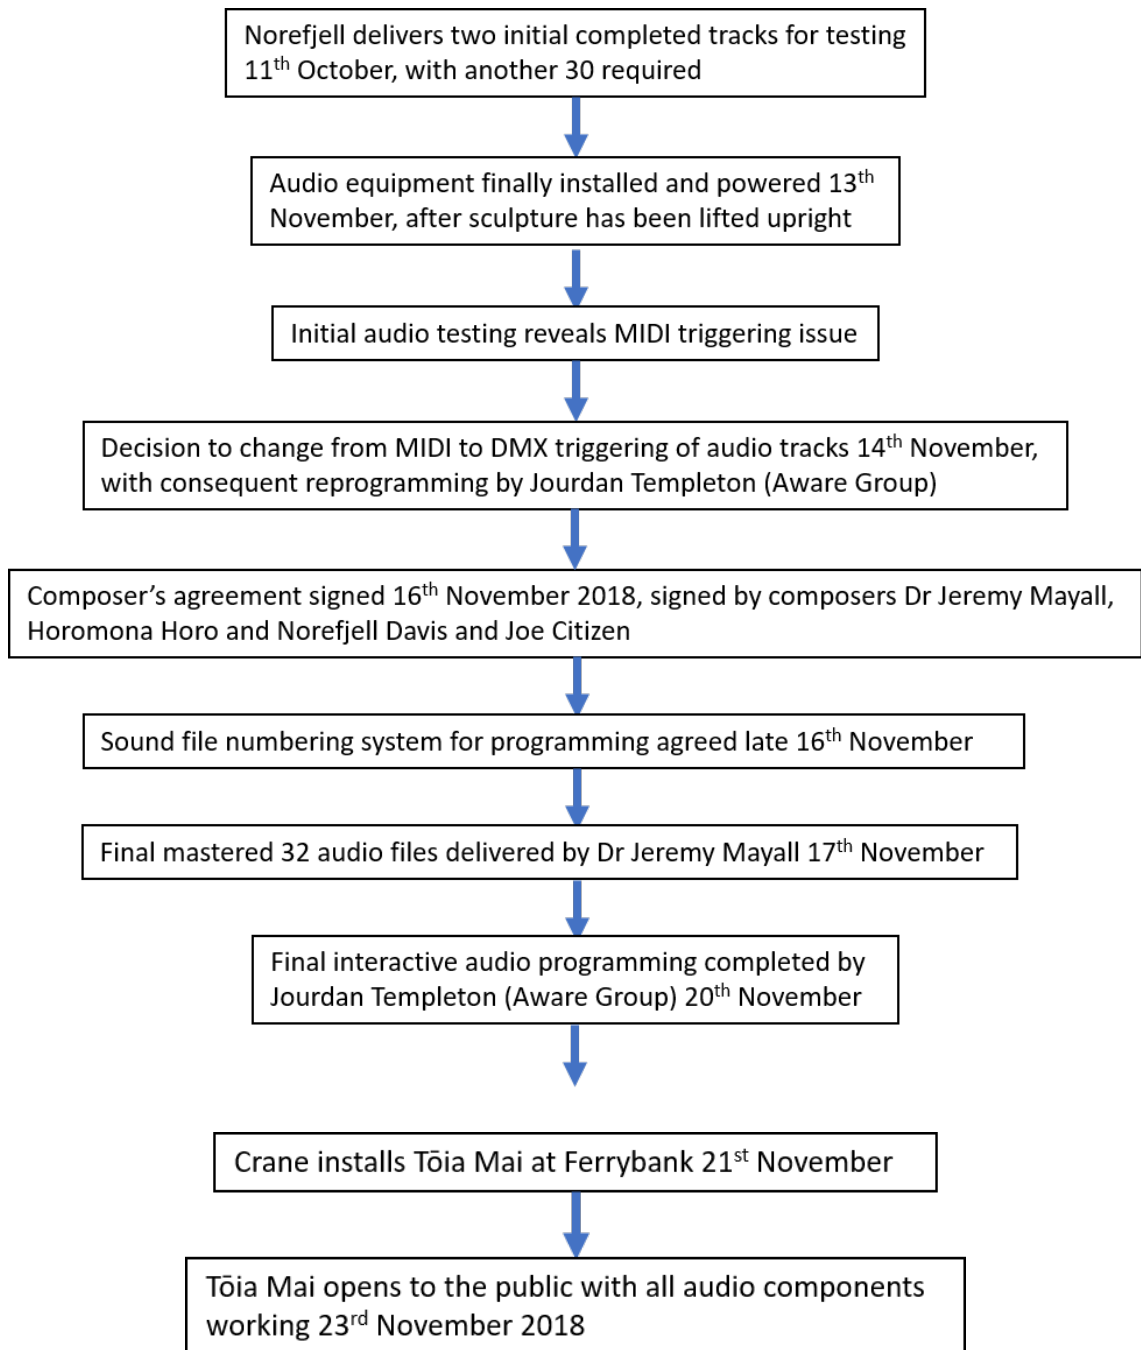 Norefjell delivers two initial completed tracks for testing
11th October, with another 30 required
Audio equipment finally installed and powered 13th
November, after sculpture has been lifted upright
Initial audio testing reveals MIDI triggering issue
Decision to change from MIDI to DMX triggering of audio tracks 14th November,
with consequent reprogramming by Jourdan Templeton (Aware Group)
Composer’s agreement signed 16th November 2018, signed by composers Dr Jeremy Mayall,
Horomona Horo and Norefjell Davis and Joe Citizen
Sound file numbering system for programming agreed late 16th November
Final mastered 32 audio files delivered by Dr Jeremy Mayall 17th November
Final interactive audio programming completed by
Jourdan Templeton (Aware Group) 20th November
Crane installs Tōia Mai at Ferrybank 21st November
Tōia Mai opens to the public with all audio components
working 23rd November 2018